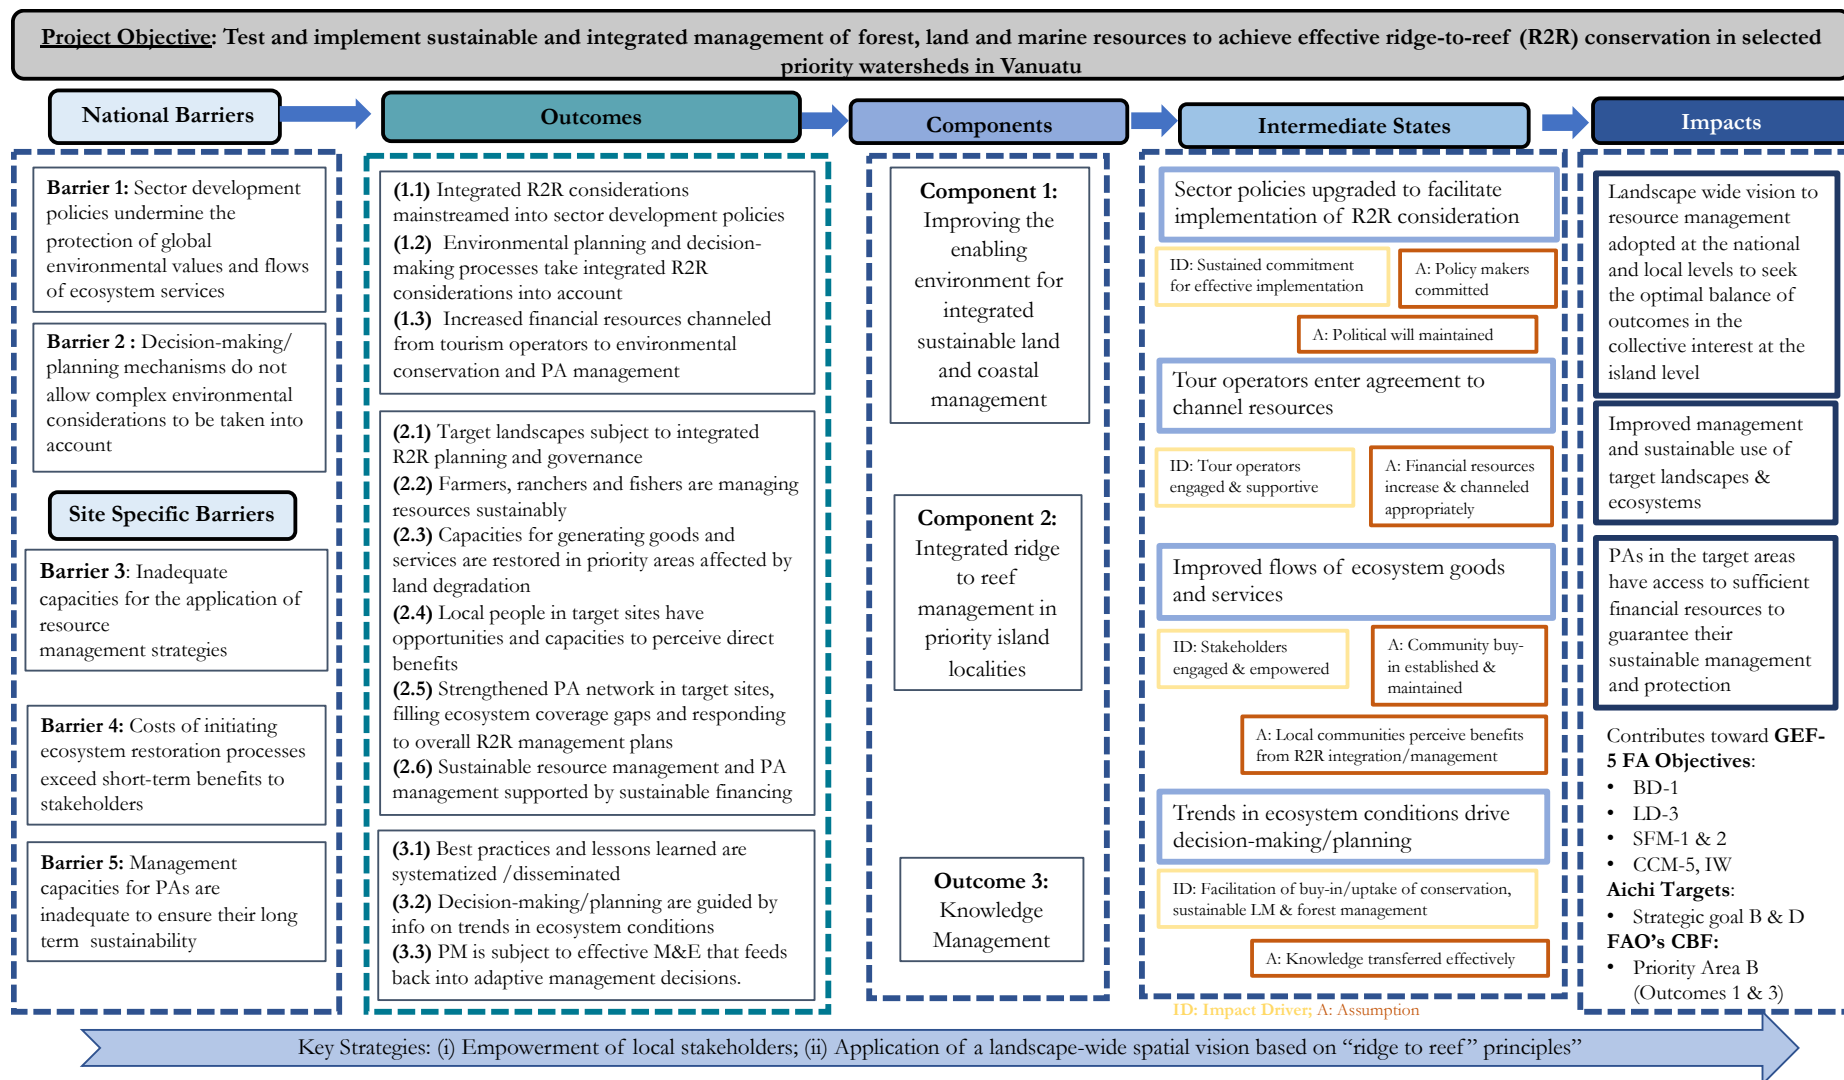 Project Objective: Test and implement sustainable and integrated management of forest, land and marine resources to achieve effective ridge-to-reef (R2R) conservation in selected
priority watersheds in Vanuatu
National Barriers
Outcomes
Components
Intermediate States
Impacts
Barrier 1: Sector development
policies undermine the
protection of global
environmental values and flows
of ecosystem services
Barrier 2 : Decision-making/
planning mechanisms do not
allow complex environmental
considerations to be taken into
account
Site Specific Barriers
Barrier 3: Inadequate
capacities for the application of
resource
management strategies
Barrier 4: Costs of initiating
ecosystem restoration processes
exceed short-term benefits to
stakeholders
Barrier 5: Management
capacities for PAs are
inadequate to ensure their long
term sustainability
(1.1) Integrated R2R considerations
mainstreamed into sector development policies
(1.2) Environmental planning and decision-
making processes take integrated R2R
considerations into account
(1.3) Increased financial resources channeled
from tourism operators to environmental
conservation and PA management
(2.1) Target landscapes subject to integrated
R2R planning and governance
(2.2) Farmers, ranchers and fishers are managing
resources sustainably
(2.3) Capacities for generating goods and
services are restored in priority areas affected by
land degradation
(2.4) Local people in target sites have
opportunities and capacities to perceive direct
benefits
(2.5) Strengthened PA network in target sites,
filling ecosystem coverage gaps and responding
to overall R2R management plans
(2.6) Sustainable resource management and PA
management supported by sustainable financing
(3.1) Best practices and lessons learned are
systematized /disseminated
(3.2) Decision-making/planning are guided by
info on trends in ecosystem conditions
(3.3) PM is subject to effective M&E that feeds
back into adaptive management decisions.
Component 1:
Improving the
enabling
environment for
integrated
sustainable land
and coastal
management
Component 2:
Integrated ridge
to reef
management in
priority island
localities
Outcome 3:
Knowledge
Management
Sector policies upgraded to facilitate
implementation of R2R consideration
ID: Sustained commitment
for effective implementation
A: Policy makers
committed
A: Political will maintained
Tour operators enter agreement to
channel resources
ID: Tour operators
engaged & supportive
A: Financial resources
increase & channeled
appropriately
Improved flows of ecosystem goods
and services
ID: Stakeholders
engaged & empowered
A: Community buy-
in established &
maintained
A: Local communities perceive benefits
from R2R integration/management
Trends in ecosystem conditions drive
decision-making/planning
ID: Facilitation of buy-in/uptake of conservation,
sustainable LM & forest management
A: Knowledge transferred effectively
ID: Impact Driver; A: Assumption
Landscape wide vision to
resource management
adopted at the national
and local levels to seek
the optimal balance of
outcomes in the
collective interest at the
island level
Improved management
and sustainable use of
target landscapes &
ecosystems
PAs in the target areas
have access to sufficient
financial resources to
guarantee their
sustainable management
and protection
Contributes toward GEF-
5 FA Objectives:
• BD-1
• LD-3
• SFM-1 & 2
• CCM-5, IW
Aichi Targets:
• Strategic goal B & D
FAO’s CBF:
• Priority Area B
(Outcomes 1 & 3)
Key Strategies: (i) Empowerment of local stakeholders; (ii) Application of a landscape-wide spatial vision based on “ridge to reef” principles”